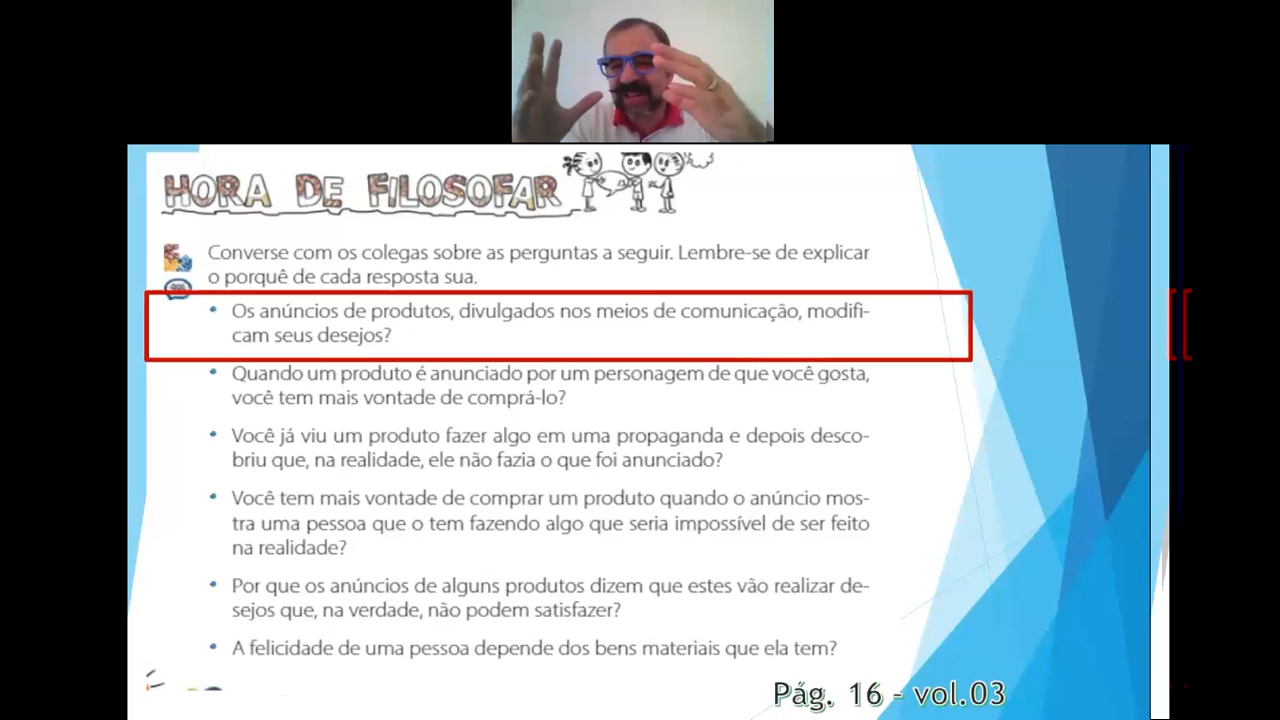 HORA DE FILOSOFAR
Converse com os colegas sobre as perguntas a seguir. Lembre-se de explicar
o porquê de cada resposta sua.
• Os anúncios de produtos, divulgados nos meios de comunicação, modifi-
cam seus desejos?
• Quando um produto é anunciado por um personagem de que você gosta,
você tem mais vontade de comprá-lo?
• Você já viu um produto fazer algo em uma propaganda e depois desco-
briu que, na realidade, ele não fazia o que foi anunciado?
• Você tem mais vontade de comprar um produto quando o anúncio mos-
tra uma pessoa que o tem fazendo algo que seria impossível de ser feito
na realidade?
• Por que os anúncios de alguns produtos dizem que estes vão realizar de-
sejos que, na verdade, não podem satisfazer?
• A felicidade de uma pessoa depende dos bens materiais que ela tem?
Pág. 16 - vol.03